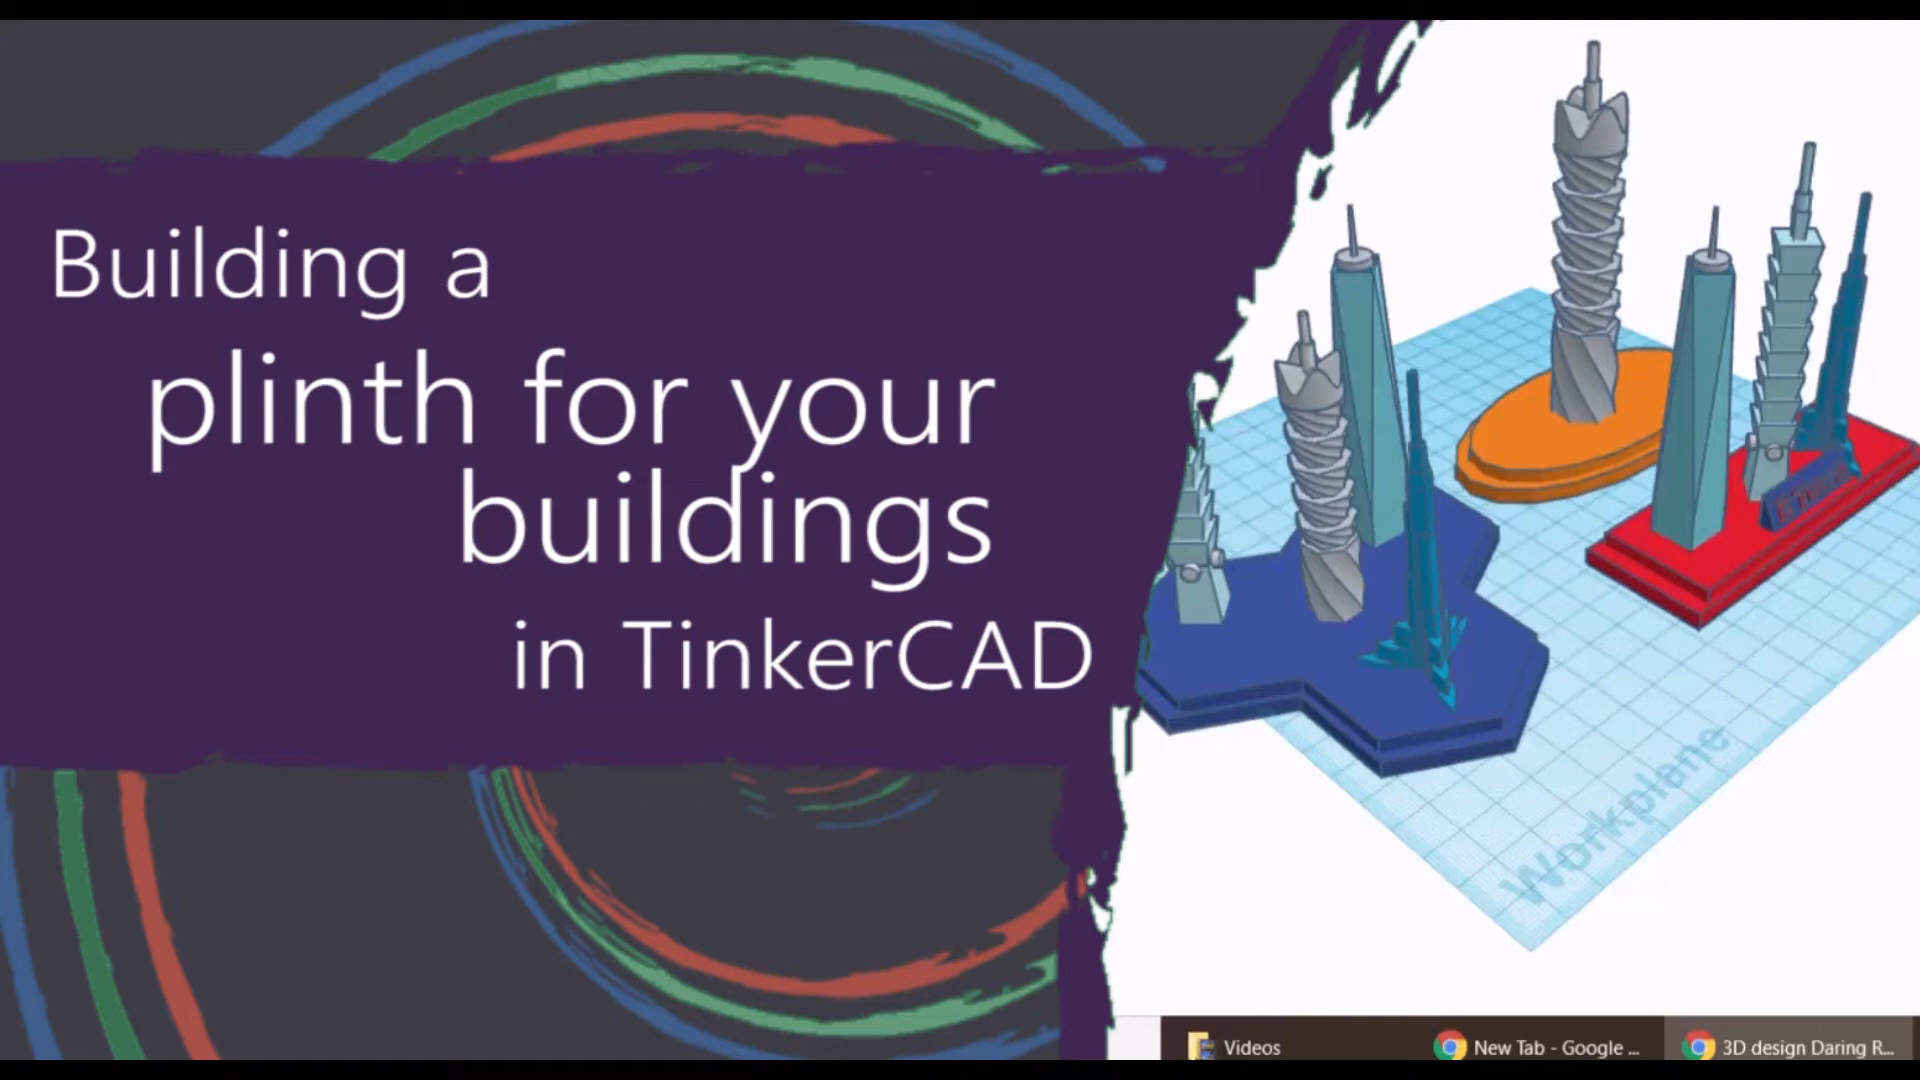 Building a
plinth for your
buildings
in TinkerCAD
Workplane
Videos
New Tab - Google ...
3D design Daring R...